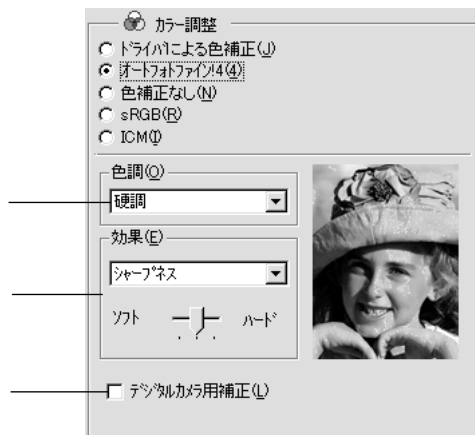 カラー調整
ドライバによる色補正(J)
オートフォトファイン!4(4)
色補正なし(N)
sRGB(R)
ICM(I)
色調(O)
硬調
効果(E)
シャープネス
ソフト ハード
デジタルカメラ用補正(L)